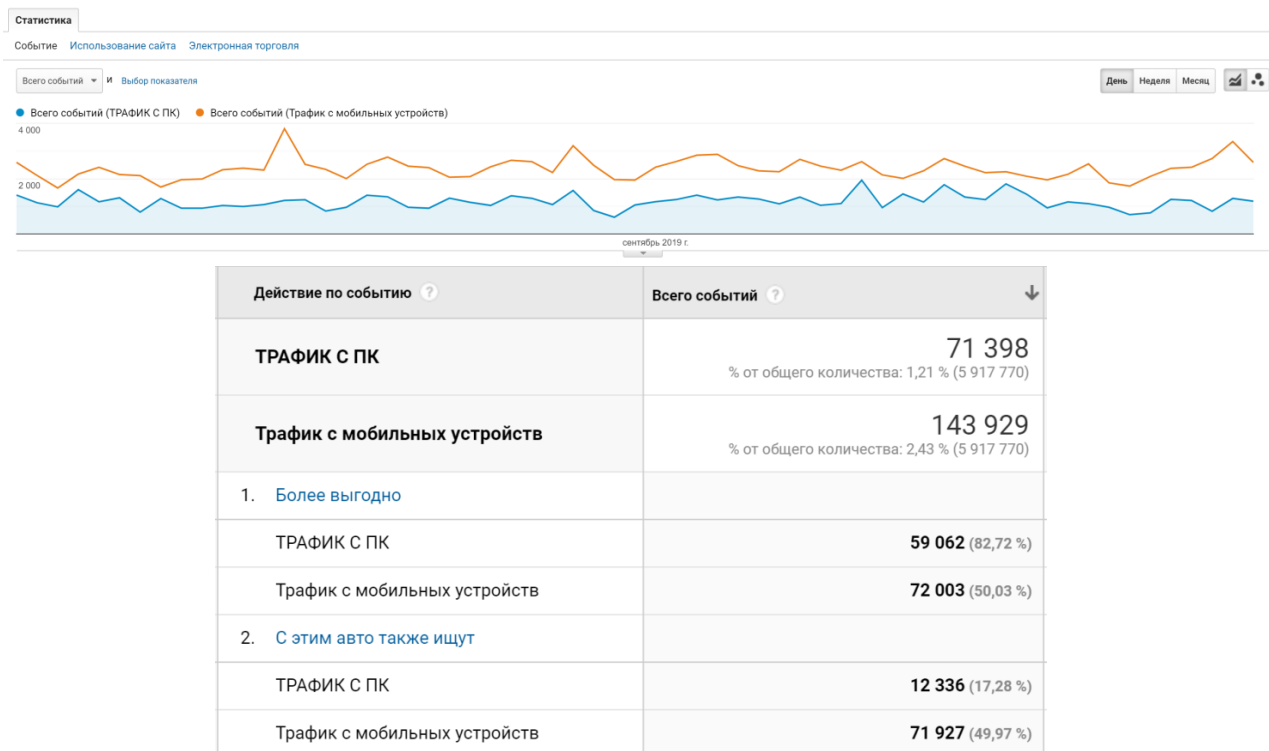 Статистика
Событие Использование сайта Электронная торговля
Всего событий и Выбор показателя День Неделя Месяц
Всего событий (ТРАФИК С ПК) Всего событий (Трафик с мобильных устройств)
4 000
2 000
сентябрь 2019 г.
Действие по событию ? Всего событий ?
71 398
ТРАФИК С ПК
% от общего количества: 1,21 % (5 917 770)
143 929
Трафик с мобильных устройств
% от общего количества: 2,43 % (5 917 770)
1. Более выгодно
ТРАФИК С ПК 59 062 (82,72 %)
Трафик с мобильных устройств 72 003 (50,03 %)
2. С этим авто также ищут
ТРАФИК С ПК 12 336 (17,28 %)
Трафик с мобильных устройств 71 927 (49,97 %)